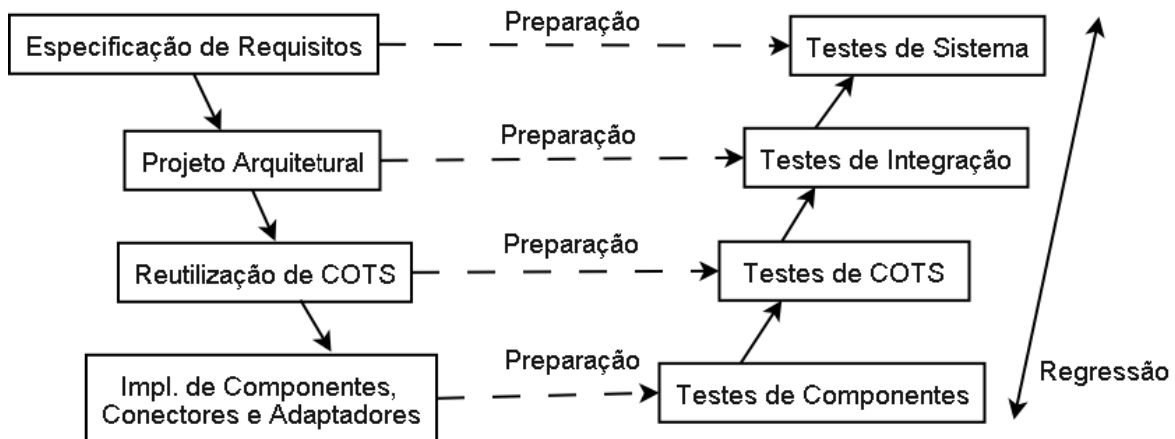 Especificação de Requisitos
Preparação
Testes de Sistema
Projeto Arquitetural
Preparação
Testes de Integração
Reutilização de COTS
Preparação
Testes de COTS
Impl. de Componentes,
Conectores e Adaptadores
Preparação
Testes de Componentes
Regressão